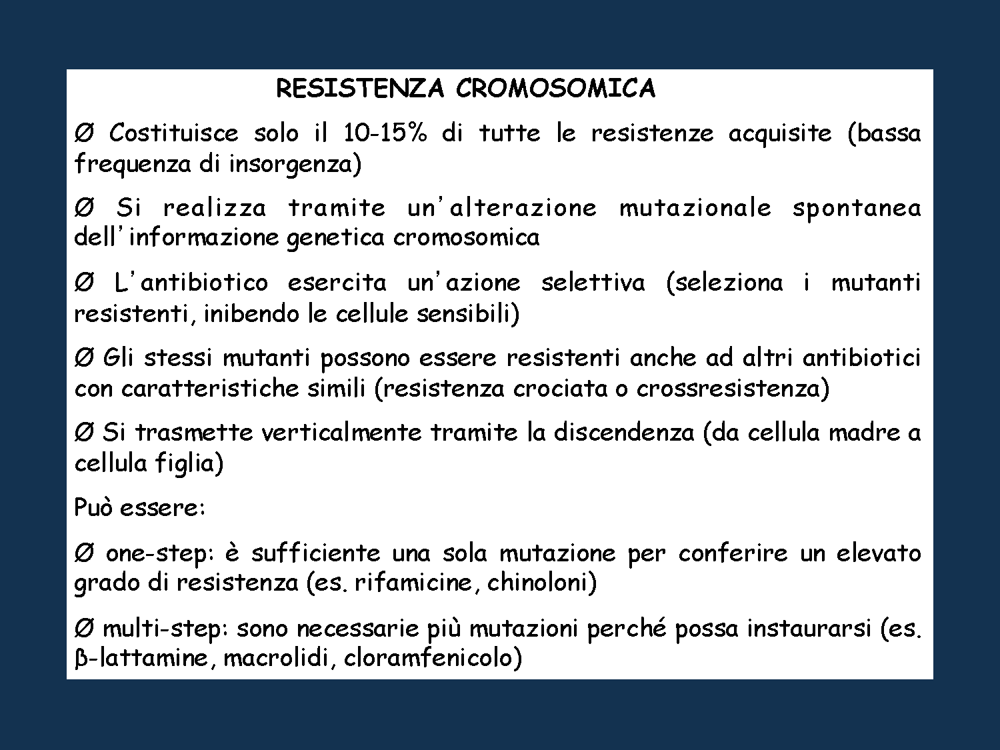 RESISTENZA CROMOSOMICA
Ø Costituisce solo il 10-15% di tutte le resistenze acquisite (bassa
frequenza di insorgenza)
Ø Si realizza tramite un’alterazione mutazionale spontanea
dell’informazione genetica cromosomica
Ø L’antibiotico esercita un’azione selettiva (seleziona i mutanti
resistenti, inibendo le cellule sensibili)
Ø Gli stessi mutanti possono essere resistenti anche ad altri antibiotici
con caratteristiche simili (resistenza crociata o crossresistenza)
Ø Si trasmette verticalmente tramite la discendenza (da cellula madre a
cellula figlia)
Può essere:
Ø one-step: è sufficiente una sola mutazione per conferire un elevato
grado di resistenza (es. rifamicine, chinoloni)
Ø multi-step: sono necessarie più mutazioni perché possa instaurarsi (es.
β-lattamine, macrolidi, cloramfenicolo)